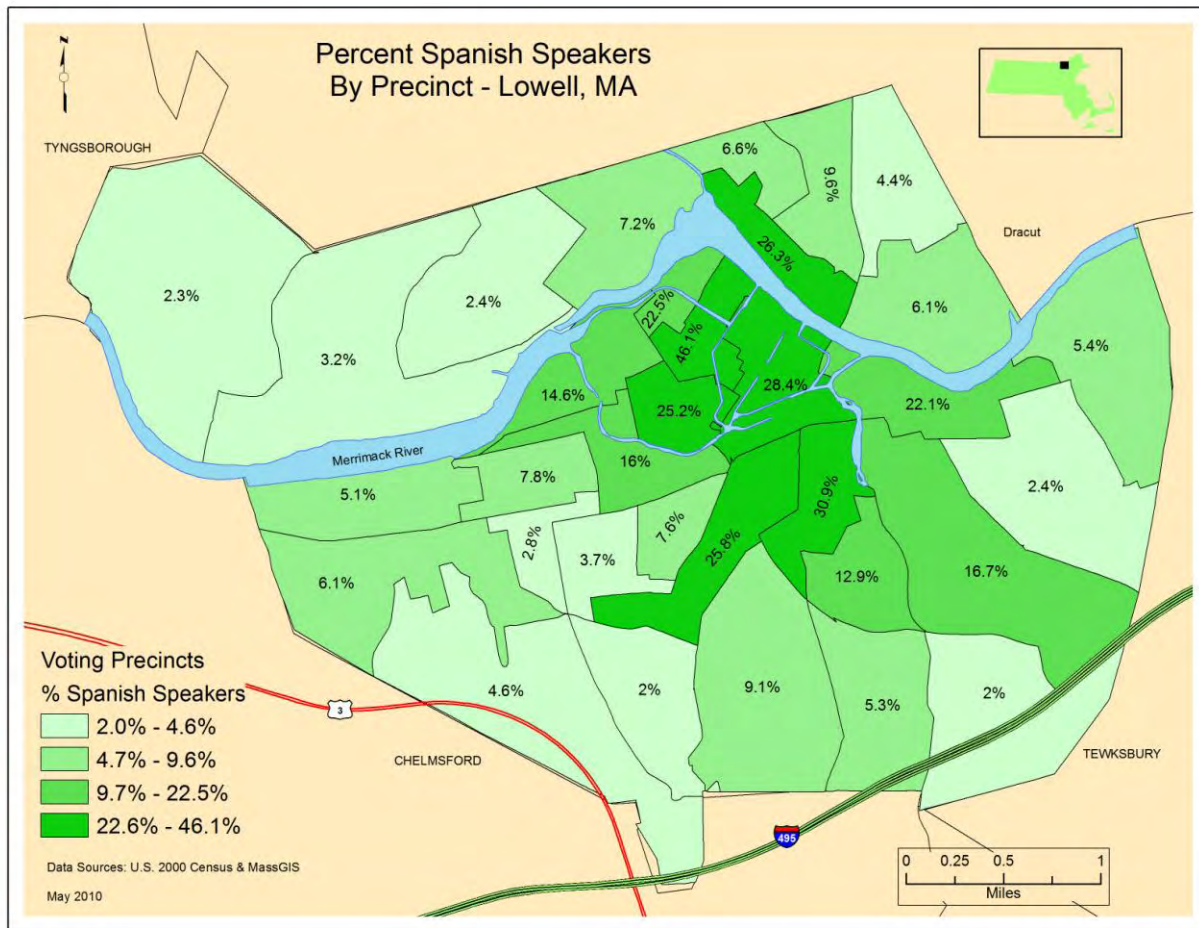 Percent Spanish Speakers
By Precinct - Lowell, MA
N
TYNGSBOROUGH
6.6%
9.6%
4.4%
7.2%
Dracut
26.3%
2.3%
2.4%
22.5%
6.1%
3.2%
46.1%
5.4%
14.6%
28.4%
25.2%
22.1%
Merrimack River
16%
7.8%
5.1%
2.4%
30.9%
7.6%
2.8%
25.8%
3.7%
6.1%
12.9%
16.7%
4.6%
2%
9.1%
5.3%
2%
3
CHELMSFORD
TEWKSBURY
495
Voting Precincts
% Spanish Speakers
2.0% - 4.6%
4.7% - 9.6%
9.7% - 22.5%
22.6% - 46.1%
Data Sources: U.S. 2000 Census & MassGIS
May 2010
0 0.25 0.5 1
Miles